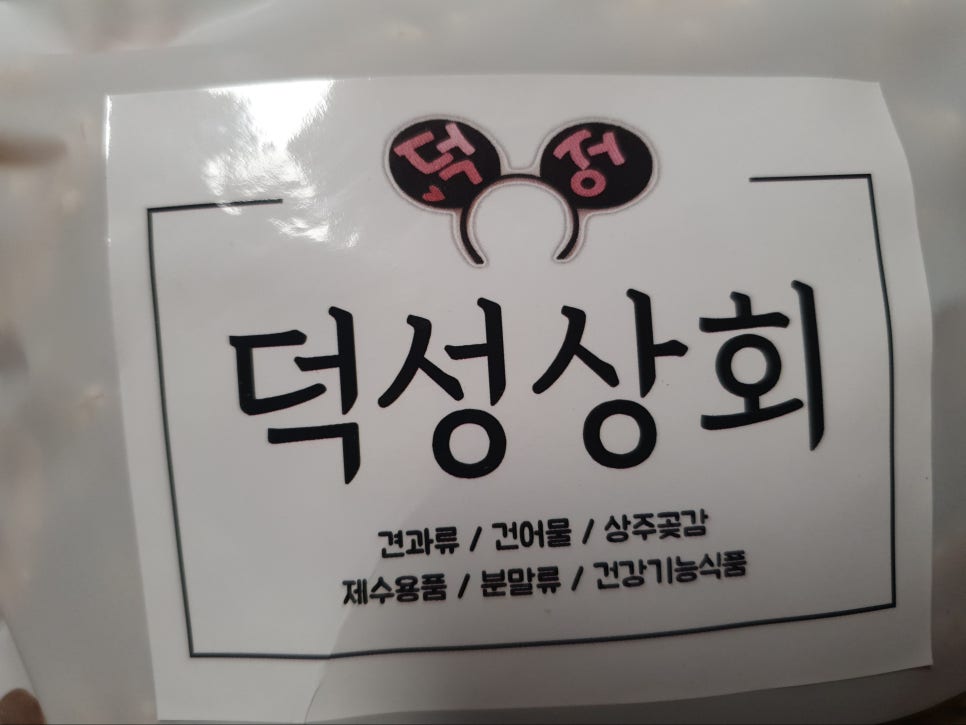 덕성
덕성상회
견과류 / 건어물 / 상주곶감
제수용품 / 분말류 / 건강기능식품